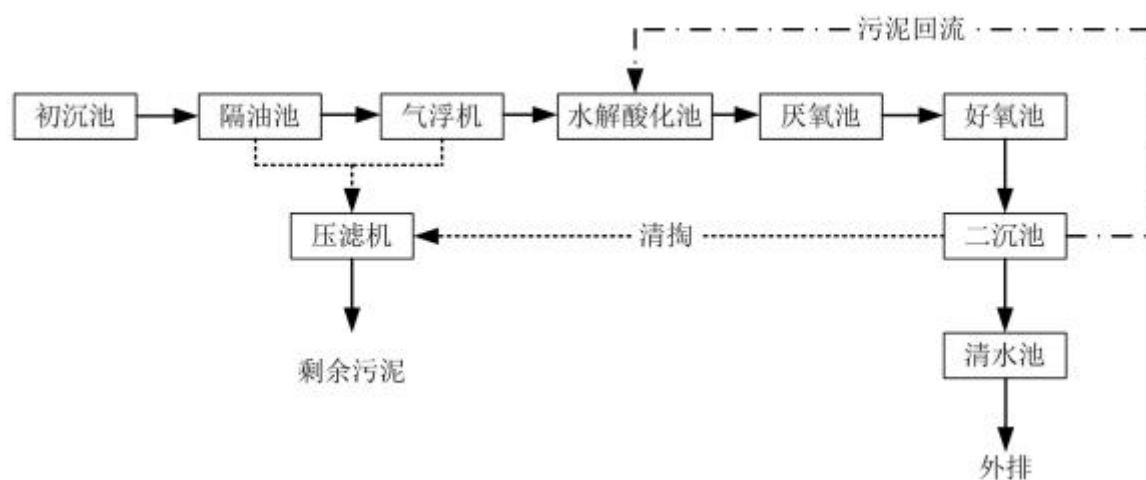 污泥回流
初沉池
隔油池
气浮机
水解酸化池
厌氧池
好氧池
压滤机
清掏
二沉池
清水池
剩余污泥
外排